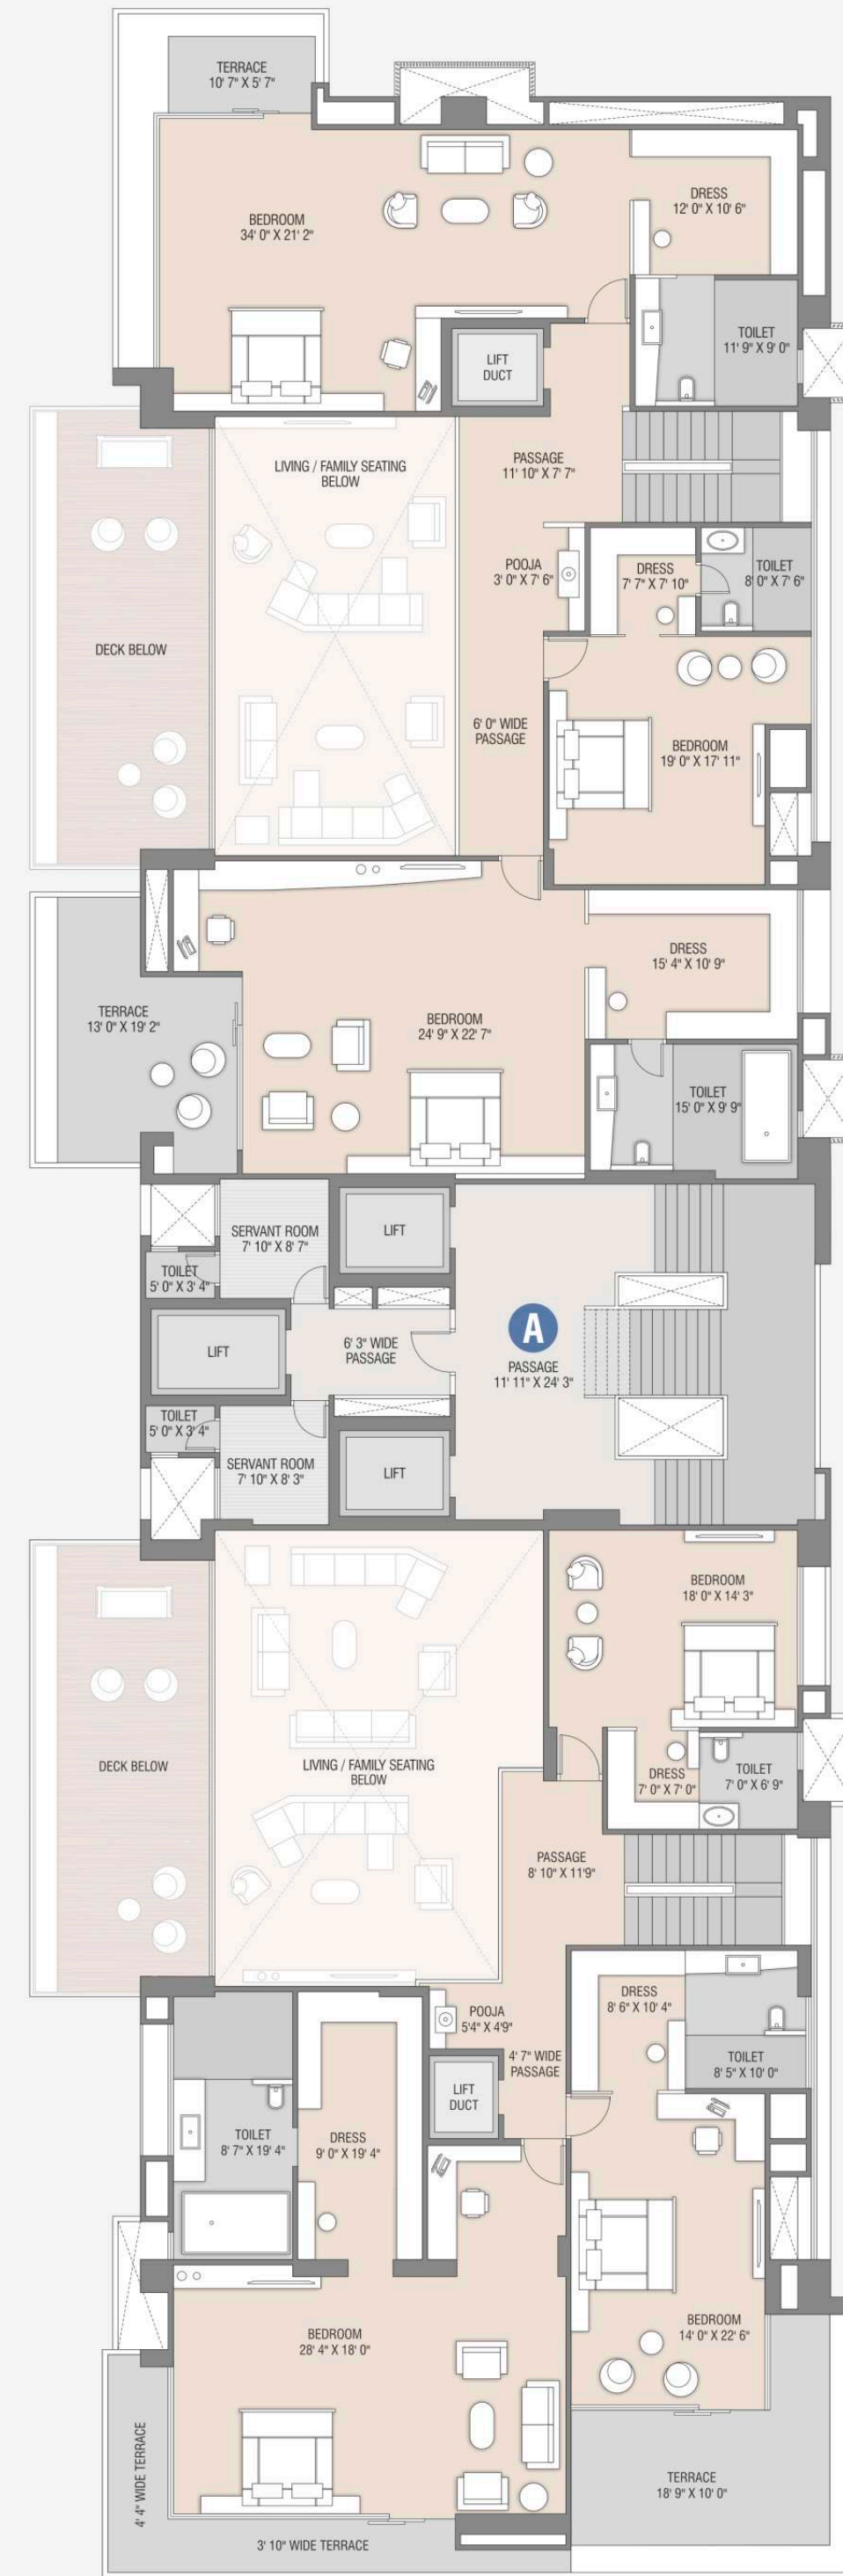 TERRACE
10' 7" X 5' 7"
BEDROOM
34' 0" X 21' 2"
DRESS
12' 0" X 10' 6"
TOILET
11' 9" X 9' 0"
LIFT
DUCT
LIVING / FAMILY SEATING
BELOW
PASSAGE
11' 10" X 7' 7"
POOJA
3' 0" X 7' 6"
DRESS
7' 7" X 7' 10"
TOILET
8' 0" X 7' 6"
DECK BELOW
6' 0" WIDE
PASSAGE
BEDROOM
19' 0" X 17' 11"
DRESS
15' 4" X 10' 9"
TERRACE
13' 0" X 19' 2"
BEDROOM
24' 9" X 22' 7"
TOILET
15' 0" X 9' 9"
SERVANT ROOM
7' 10" X 8' 7"
LIFT
TOILET
5' 0" X 3' 4"
LIFT
6' 3" WIDE
PASSAGE
A
PASSAGE
11' 11" X 24' 3"
TOILET
5' 0" X 3' 4"
SERVANT ROOM
7' 10" X 8' 3"
LIFT
BEDROOM
18' 0" X 14' 3"
DECK BELOW
LIVING / FAMILY SEATING
BELOW
DRESS
7' 0" X 7' 0"
TOILET
7' 0" X 6' 9"
PASSAGE
8' 10" X 11'9"
DRESS
8' 6" X 10' 4"
POOJA
5'4" X 4'9"
4' 7" WIDE
PASSAGE
TOILET
8' 5" X 10' 0"
LIFT
DUCT
TOILET
8' 7" X 19' 4"
DRESS
9' 0" X 19' 4"
BEDROOM
28' 4" X 18' 0"
BEDROOM
14' 0" X 22' 6"
4' 4" WIDE TERRACE
TERRACE
18' 9" X 10' 0"
3' 10" WIDE TERRACE